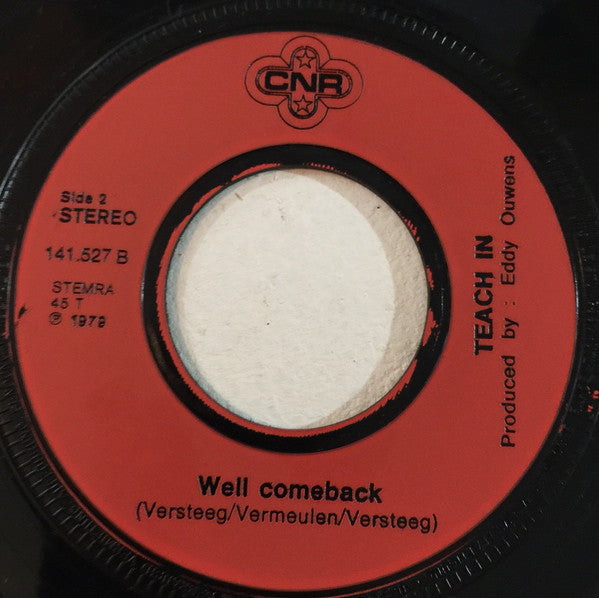 CNR
Side 2
STEREO
141.527 B
STEMRA
45 T
℗ 1979
TEACH IN
Produced by : Eddy Ouwens
Well comeback
(Versteeg/Vermeulen/Versteeg)